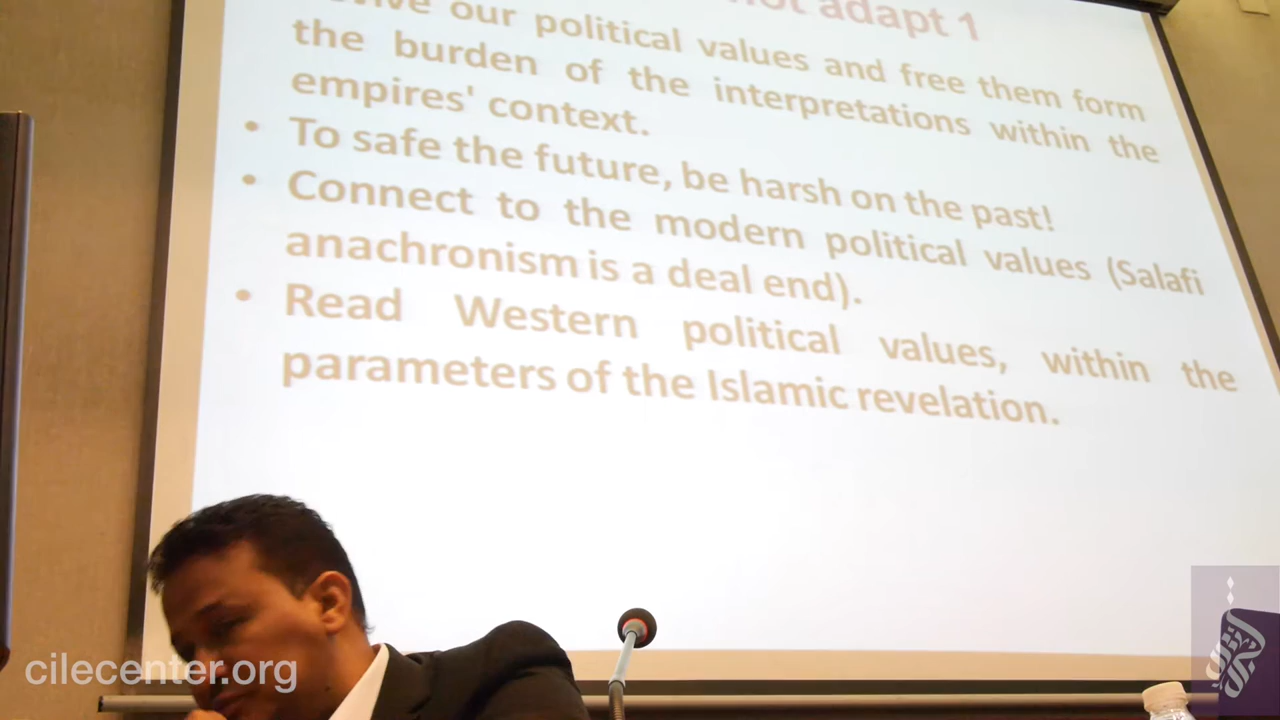 not adapt 1
our political values and free them form
the burden of the interpretations within the
empires' context.
• To safe the future, be harsh on the past!
• Connect to the modern political values (Salafi
anachronism is a deal end).
• Read Western political values, within the
parameters of the Islamic revelation.
cilecenter.org